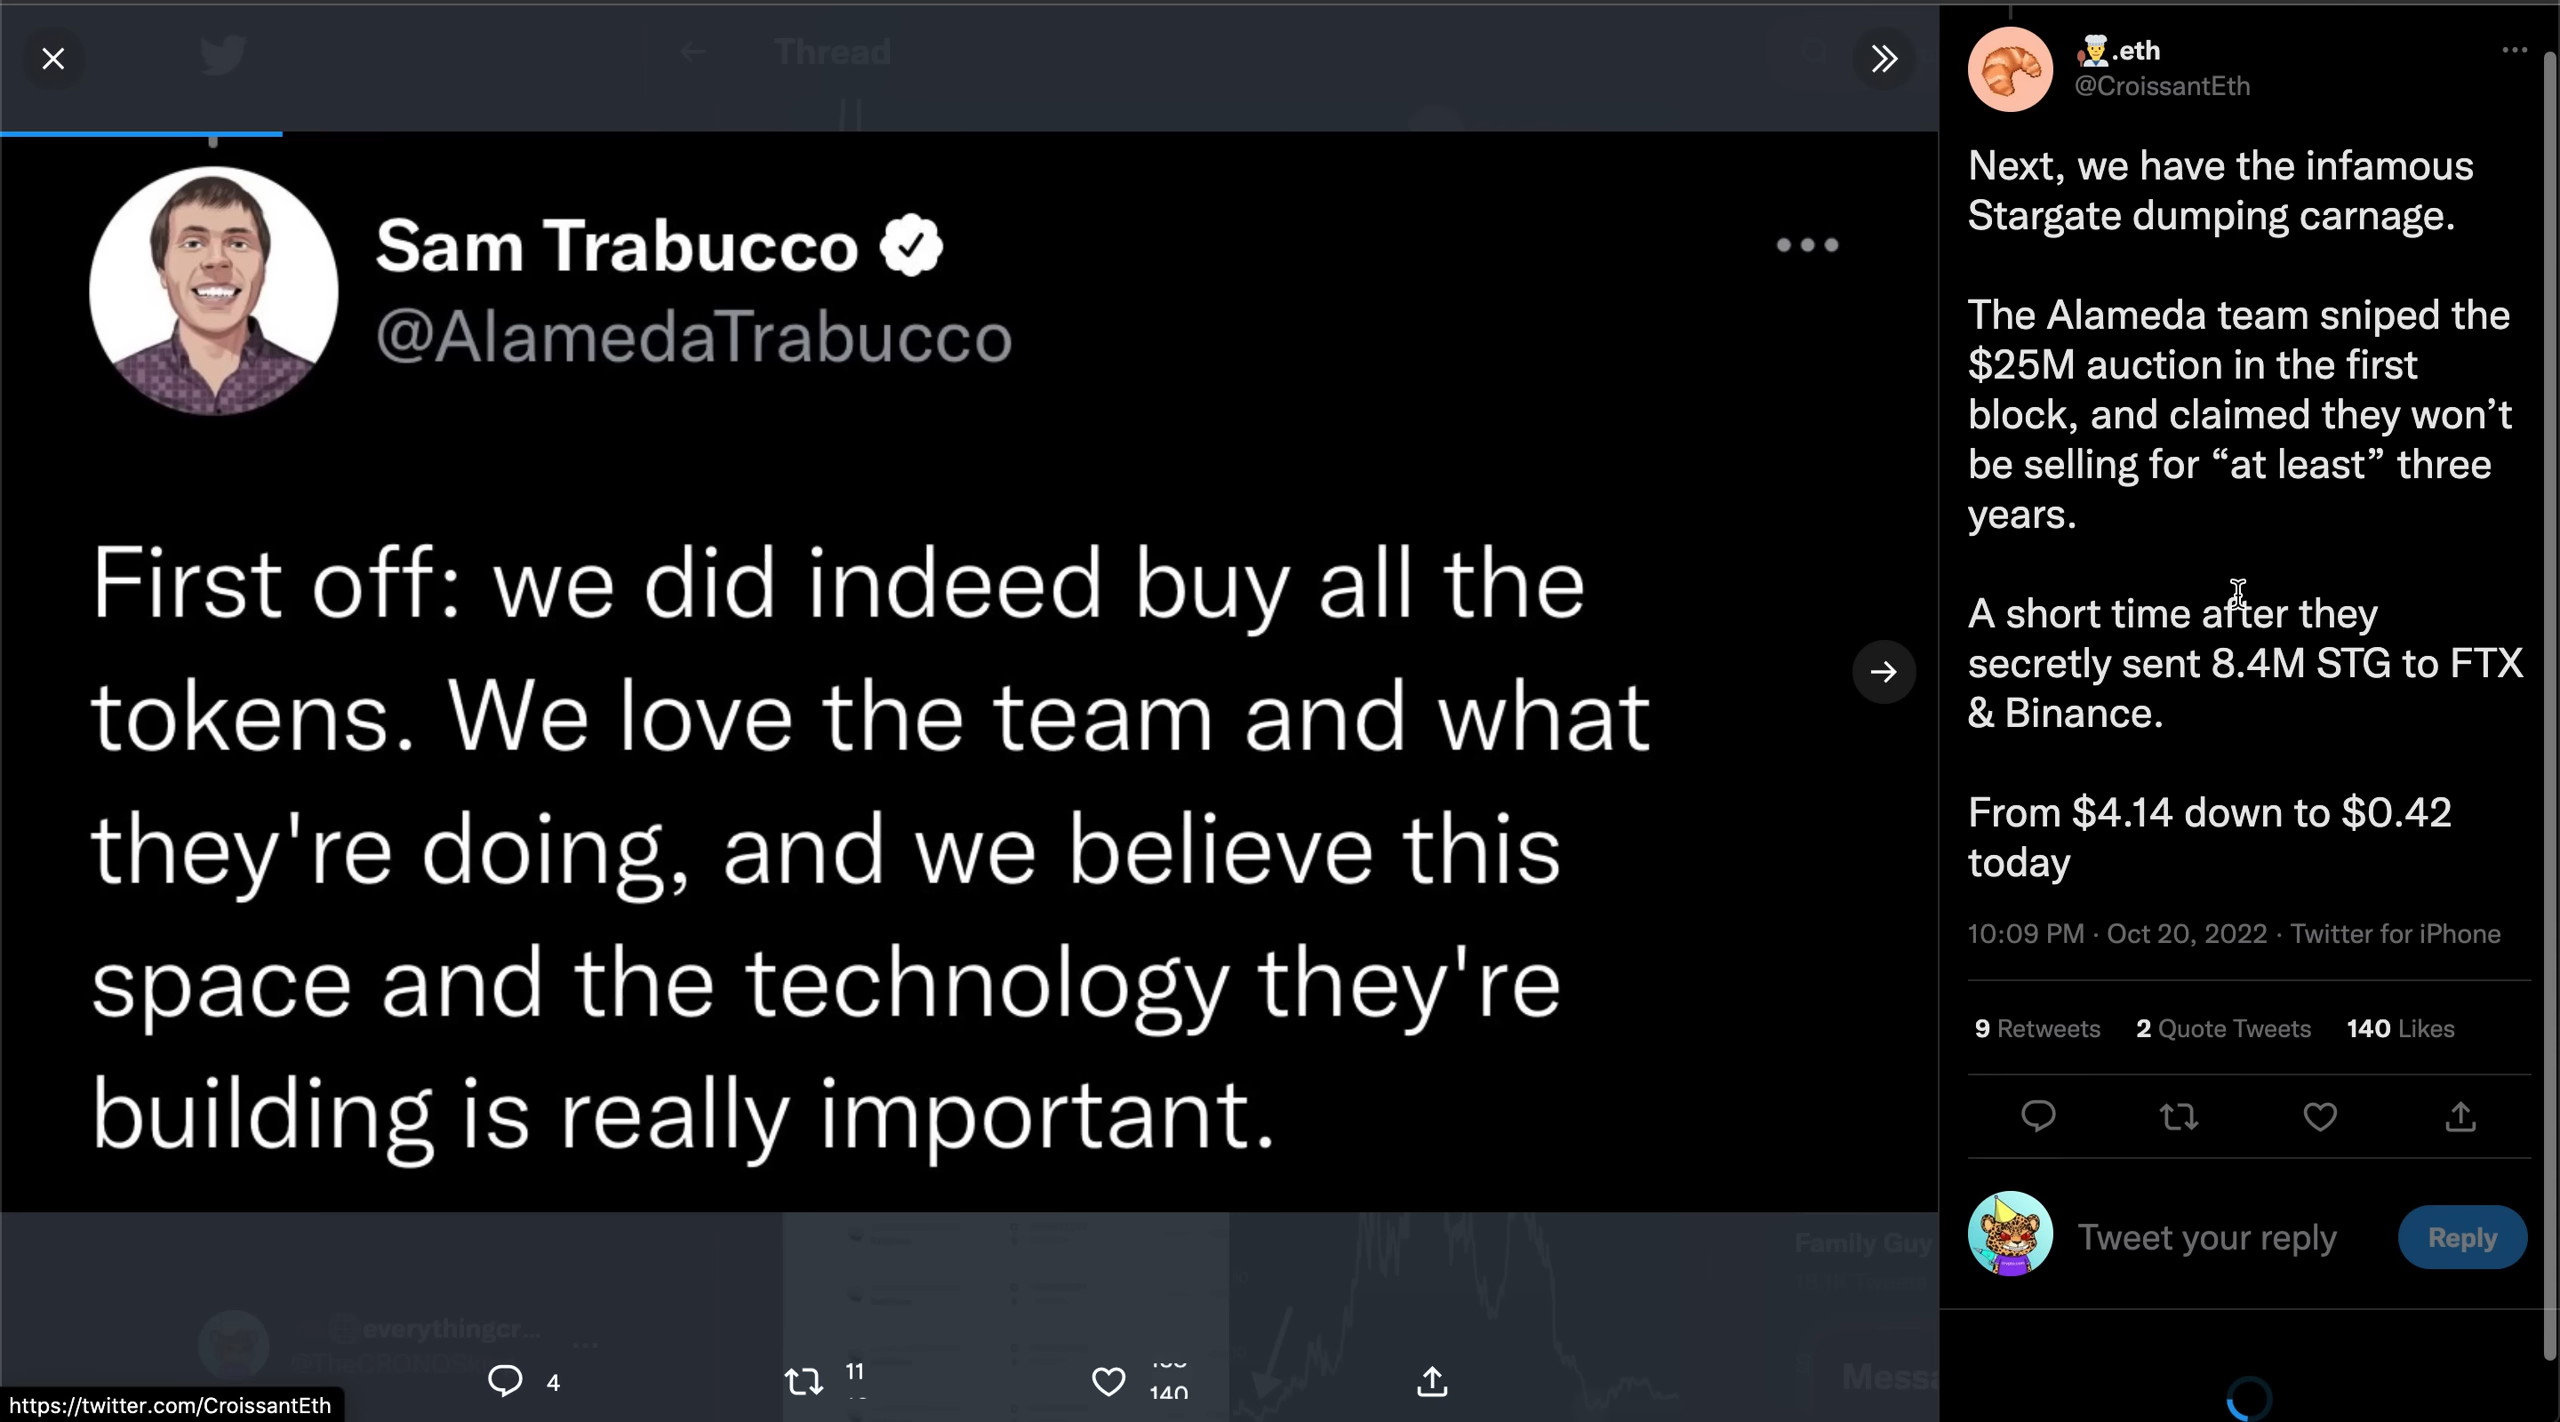 Thread
Sam Trabucco
@AlamedaTrabucco
First off: we did indeed buy all the
tokens. We love the team and what
they're doing, and we believe this
space and the technology they're
building is really important.
Family Guy
everythingcr...
4
11
140
https://twitter.com/CroissantEth
.eth
@CroissantEth
Next, we have the infamous
Stargate dumping carnage.
The Alameda team sniped the
$25M auction in the first
block, and claimed they won’t
be selling for “at least” three
years.
A short time after they
secretly sent 8.4M STG to FTX
& Binance.
From $4.14 down to $0.42
today
10:09 PM · Oct 20, 2022 · Twitter for iPhone
9 Retweets 2 Quote Tweets 140 Likes
Tweet your reply
Reply